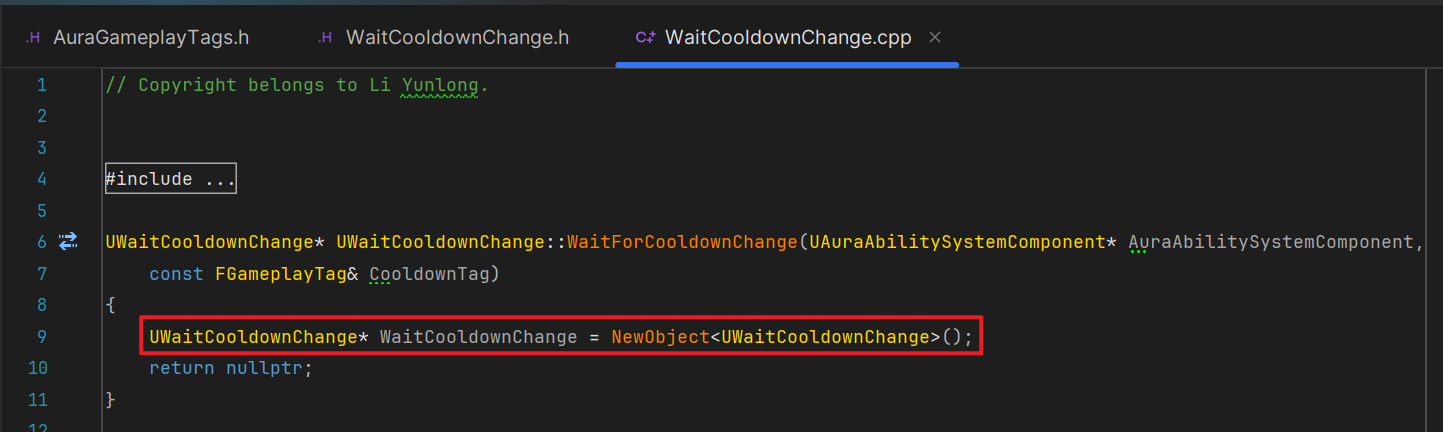 .H AuraGameplayTags.h .H WaitCooldownChange.h C++ WaitCooldownChange.cpp ×
1 // Copyright belongs to Li Yunlong.
2
3
4 #include ...
5
6 UWaitCooldownChange* UWaitCooldownChange::WaitForCooldownChange(UAuraAbilitySystemComponent* AuraAbilitySystemComponent,
7 const FGameplayTag& CooldownTag)
8 {
9 UWaitCooldownChange* WaitCooldownChange = NewObject<UWaitCooldownChange>();
10 return nullptr;
11 }
12